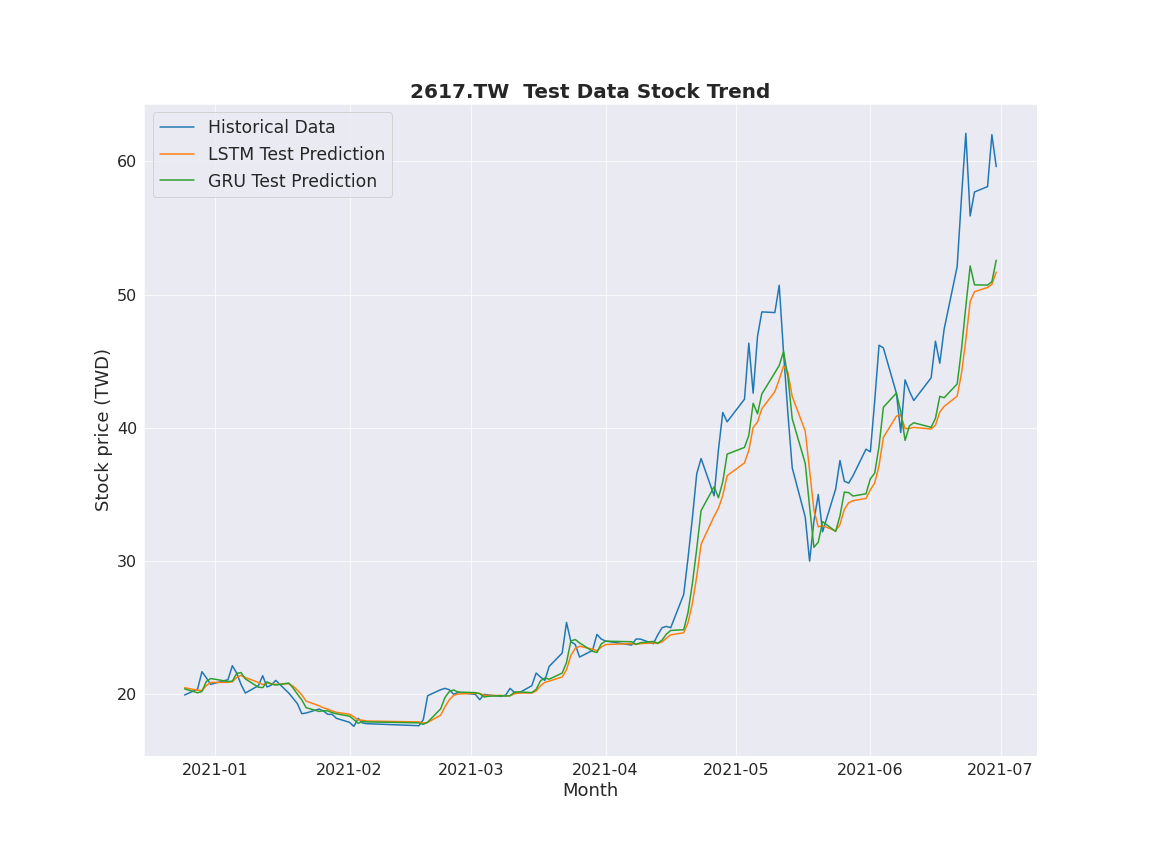 2617.TW  Test Data Stock Trend
Historical Data
LSTM Test Prediction
GRU Test Prediction
Stock price (TWD)
60
50
40
30
20
2021-01 2021-02 2021-03 2021-04 2021-05 2021-06 2021-07
Month